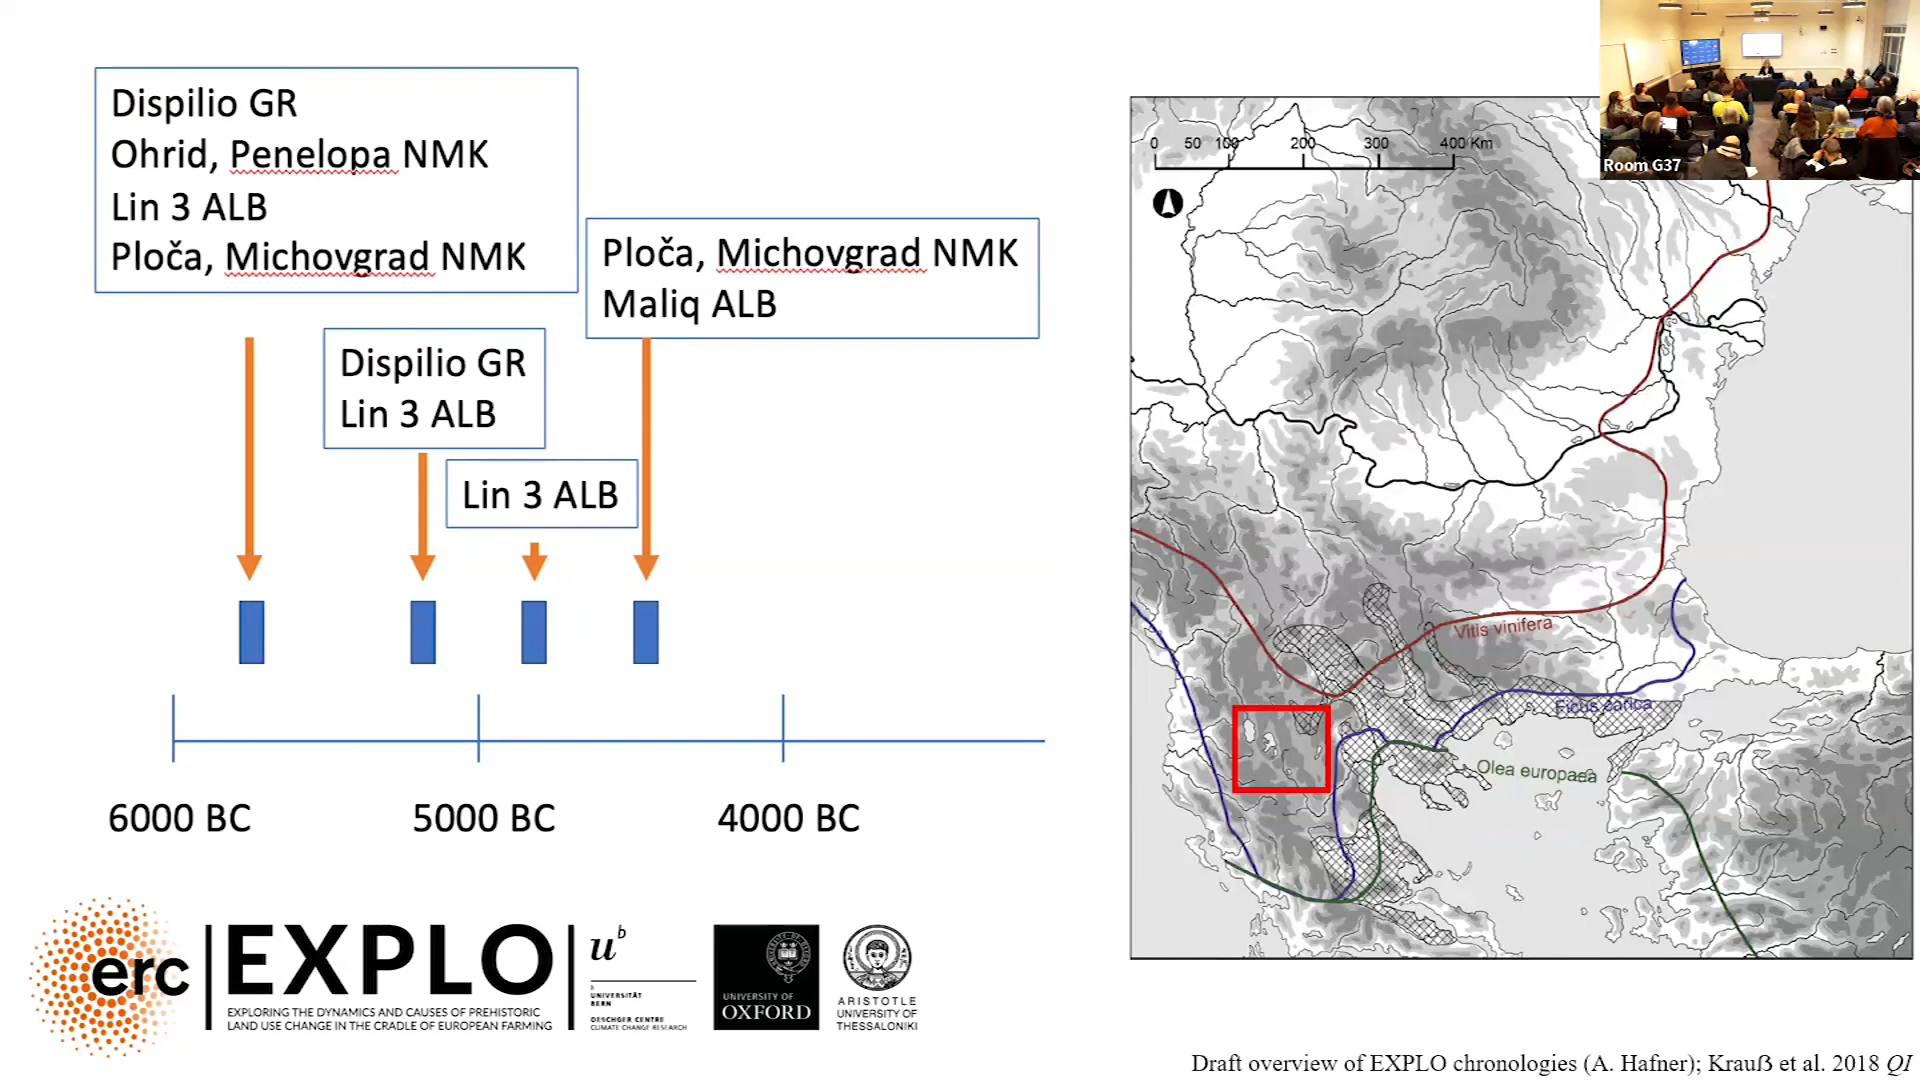 Dispilio GR
Ohrid, Penelopa NMK
Lin 3 ALB
Ploča, Michovgrad NMK
Ploča, Michovgrad NMK
Maliq ALB
Dispilio GR
Lin 3 ALB
Lin 3 ALB
6000 BC
5000 BC
4000 BC
erc
EXPLO
EXPLORING THE DYNAMICS AND CAUSES OF PREHISTORIC
LAND USE CHANGE IN THE CRADLE OF EUROPEAN FARMING
u
b
b
UNIVERSITÄT
BERN
OESCHGER CENTRE
CLIMATE CHANGE RESEARCH
UNIVERSITY OF
OXFORD
ARISTOTLE
UNIVERSITY OF
THESSALONIKI
0 50 100 200 300 400 Km
Vitis vinifera
Ficus carica
Olea europaea
Room G37
Draft overview of EXPLO chronologies (A. Hafner); Krauß et al. 2018 QI